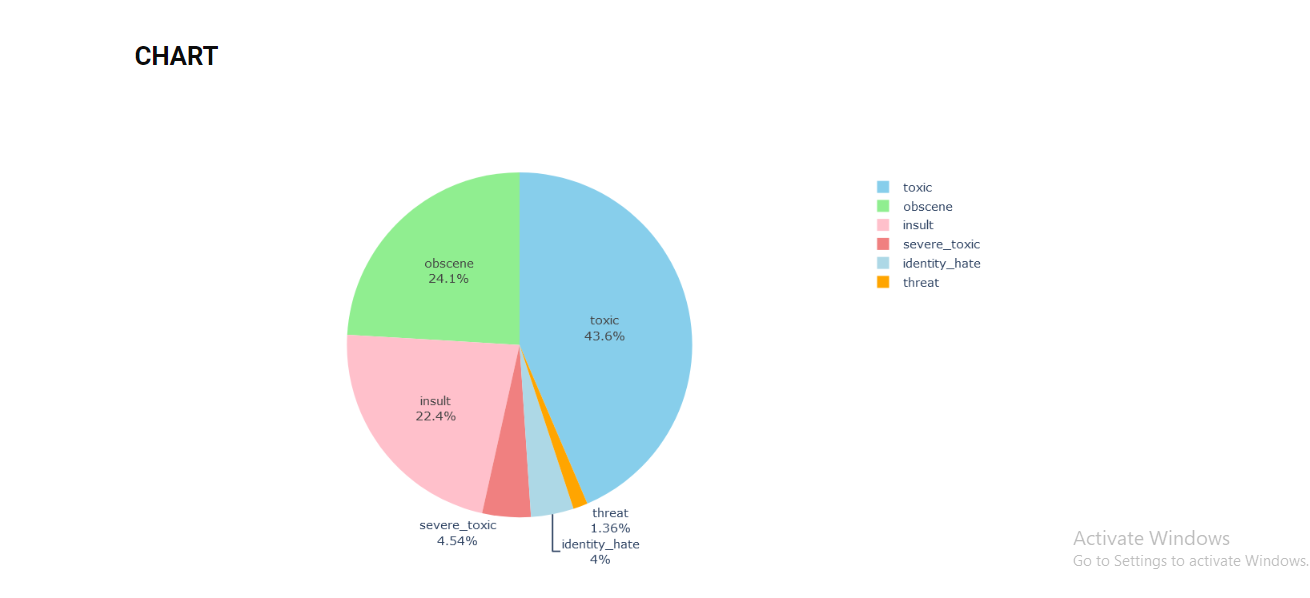 CHART
toxic
obscene
insult
severe_toxic
identity_hate
threat
obscene
24.1%
toxic
43.6%
insult
22.4%
threat
1.36%
severe_toxic
4.54%
identity_hate
4%
Activate Windows
Go to Settings to activate Windows.